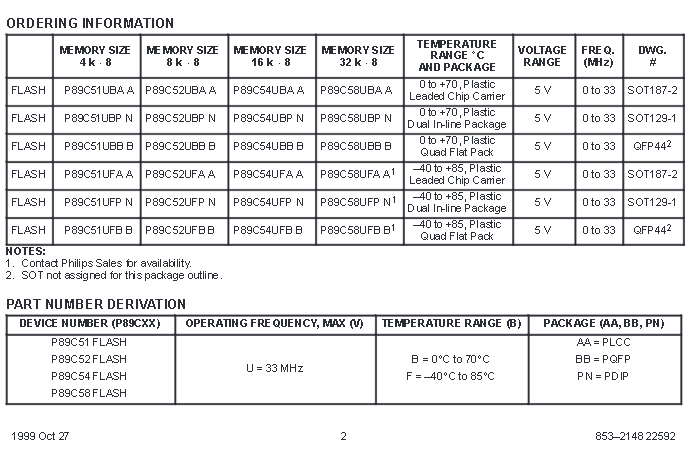 ORDERING INFORMATION
MEMORY SIZE 4 k · 8 MEMORY SIZE 8 k · 8 MEMORY SIZE 16 k · 8 MEMORY SIZE 32 k · 8 TEMPERATURE RANGE °C AND PACKAGE VOLTAGE RANGE FREQ. (MHz) DWG. #
FLASH P89C51UBA A P89C52UBA A P89C54UBA A P89C58UBA A 0 to +70, Plastic Leaded Chip Carrier 5 V 0 to 33 SOT187-2
FLASH P89C51UBP N P89C52UBP N P89C54UBP N P89C58UBP N 0 to +70, Plastic Dual In-line Package 5 V 0 to 33 SOT129-1
FLASH P89C51UBB B P89C52UBB B P89C54UBB B P89C58UBB B 0 to +70, Plastic Quad Flat Pack 5 V 0 to 33 QFP44²
FLASH P89C51UFA A P89C52UFA A P89C54UFA A P89C58UFA A¹ –40 to +85, Plastic Leaded Chip Carrier 5 V 0 to 33 SOT187-2
FLASH P89C51UFP N P89C52UFP N P89C54UFP N P89C58UFP N¹ –40 to +85, Plastic Dual In-line Package 5 V 0 to 33 SOT129-1
FLASH P89C51UFB B P89C52UFB B P89C54UFB B P89C58UFB B¹ –40 to +85, Plastic Quad Flat Pack 5 V 0 to 33 QFP44²
NOTES:
1. Contact Philips Sales for availability.
2. SOT not assigned for this package outline.
PART NUMBER DERIVATION
DEVICE NUMBER (P89CXX) OPERATING FREQUENCY, MAX (V) TEMPERATURE RANGE (B) PACKAGE (AA, BB, PN)
P89C51 FLASH AA = PLCC
P89C52 FLASH B = 0°C to 70°C BB = PQFP
U = 33 MHz
P89C54 FLASH F = –40°C to 85°C PN = PDIP
P89C58 FLASH
1999 Oct 27 2 853–2148 22592